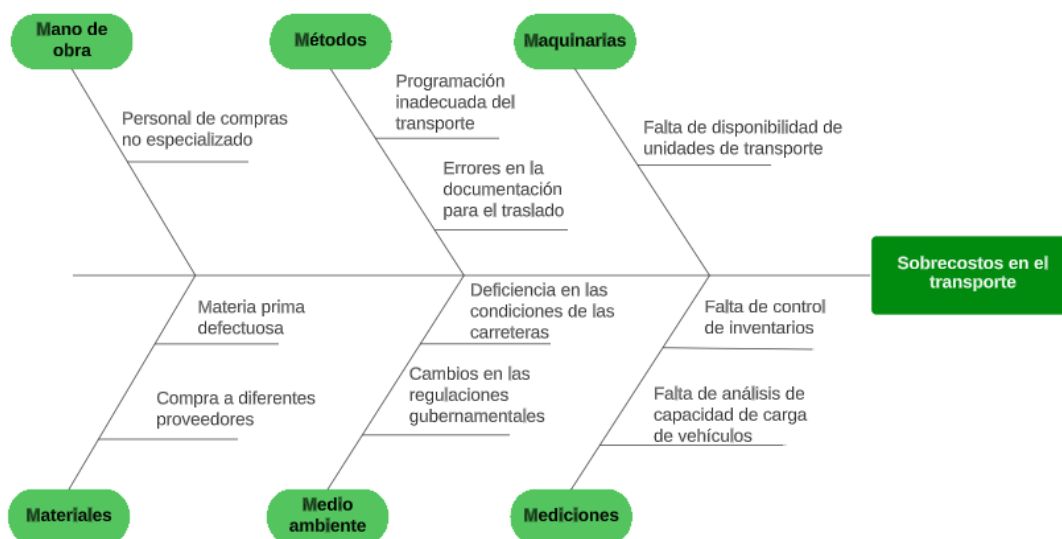 Mano de
obra
Métodos
Maquinarias
Personal de compras
no especializado
Programación
inadecuada del
transporte
Errores en la
documentación
para el traslado
Falta de disponibilidad de
unidades de transporte
Sobrecostos en el
transporte
Materia prima
defectuosa
Compra a diferentes
proveedores
Deficiencia en las
condiciones de las
carreteras
Cambios en las
regulaciones
gubernamentales
Falta de control
de inventarios
Falta de análisis de
capacidad de carga
de vehículos
Materiales
Medio
ambiente
Mediciones